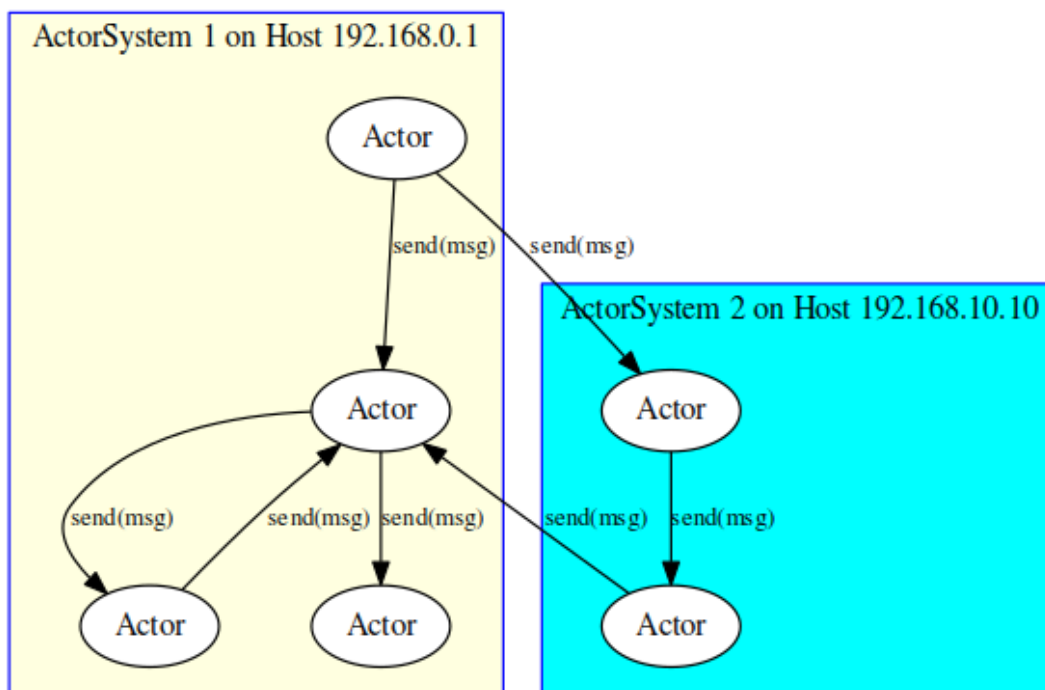 ActorSystem 1 on Host 192.168.0.1
Actor
send(msg)
send(msg)
ActorSystem 2 on Host 192.168.10.10
Actor
Actor
send(msg)
send(msg)
send(msg)
send(msg)
send(msg)
Actor
Actor
Actor